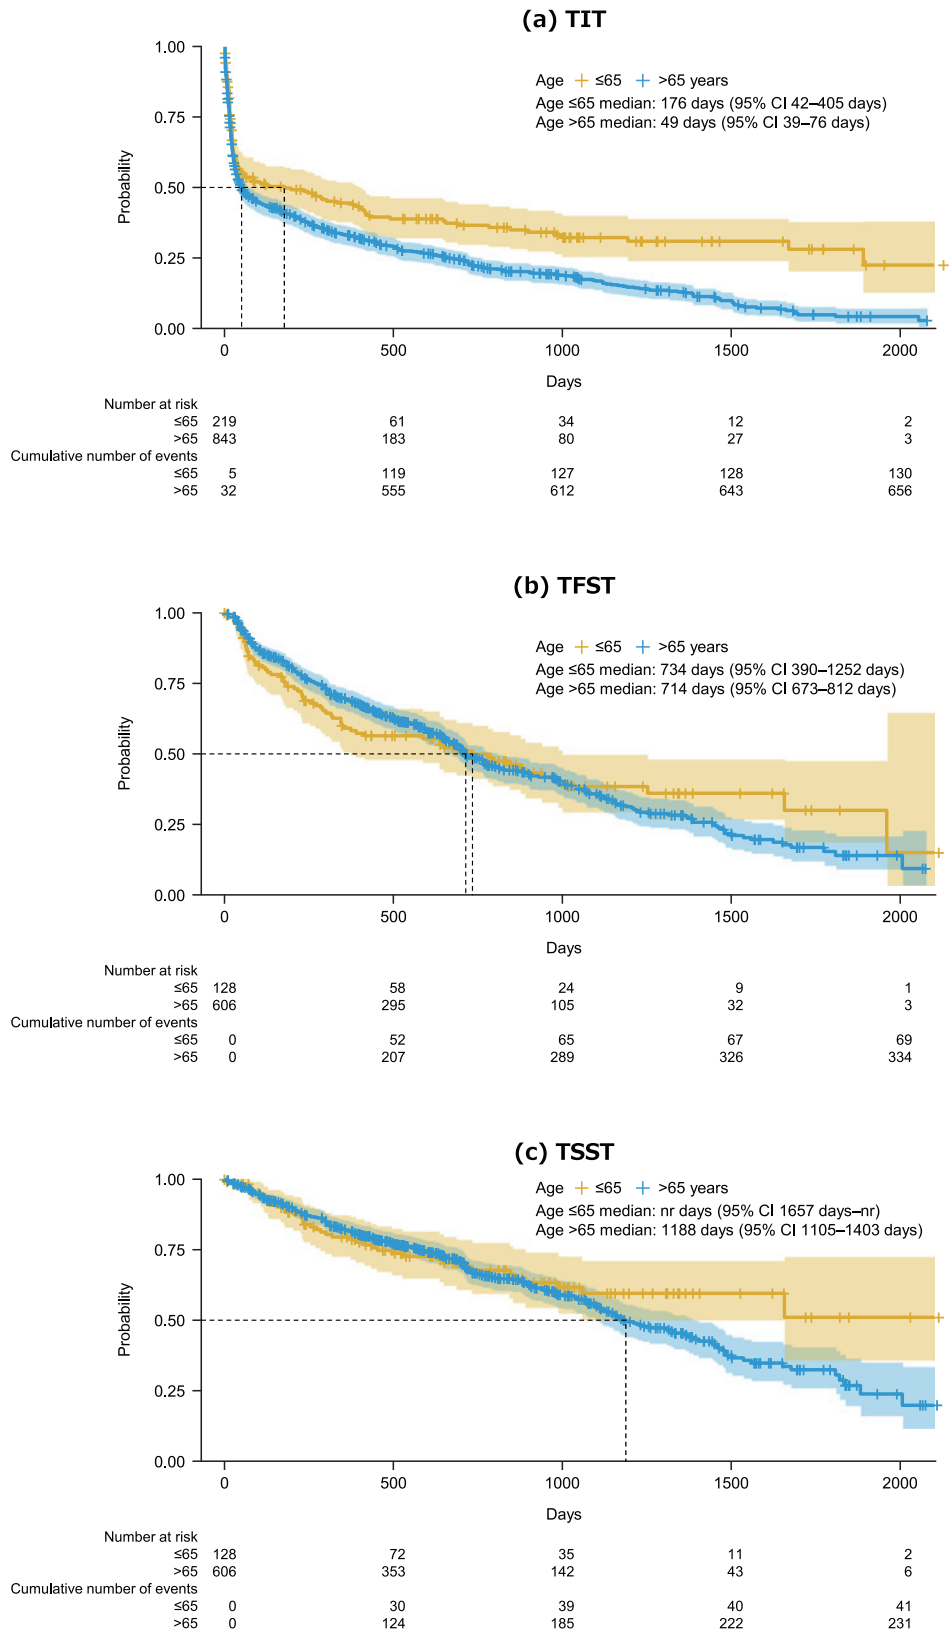 (a) TIT
1.00
0.75
0.50
0.25
0.00
Probability
Age ≤65 >65 years
Age ≤65 median: 176 days (95% CI 42–405 days)
Age >65 median: 49 days (95% CI 39–76 days)
0 500 1000 1500 2000
Days
Number at risk
≤65 219 61 34 12 2
>65 843 183 80 27 3
Cumulative number of events
≤65 5 119 127 128 130
>65 32 555 612 643 656
(b) TFST
1.00
0.75
0.50
0.25
0.00
Probability
Age ≤65 >65 years
Age ≤65 median: 734 days (95% CI 390–1252 days)
Age >65 median: 714 days (95% CI 673–812 days)
0 500 1000 1500 2000
Days
Number at risk
≤65 128 58 24 9 1
>65 606 295 105 32 3
Cumulative number of events
≤65 0 52 65 67 69
>65 0 207 289 326 334
(c) TSST
1.00
0.75
0.50
0.25
0.00
Probability
Age ≤65 >65 years
Age ≤65 median: nr days (95% CI 1657 days–nr)
Age >65 median: 1188 days (95% CI 1105–1403 days)
0 500 1000 1500 2000
Days
Number at risk
≤65 128 72 35 11 2
>65 606 353 142 43 6
Cumulative number of events
≤65 0 30 39 40 41
>65 0 124 185 222 231